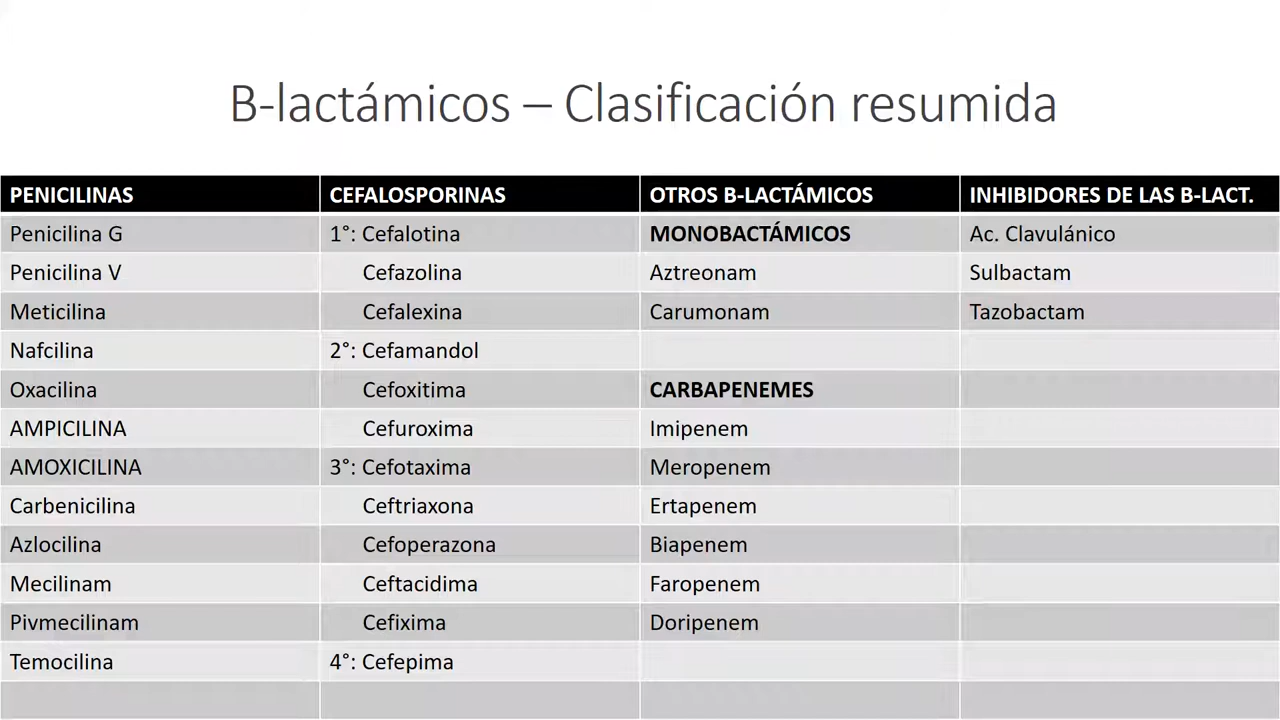 B-lactámicos – Clasificación resumida
PENICILINAS CEFALOSPORINAS OTROS B-LACTÁMICOS INHIBIDORES DE LAS B-LACT.
Penicilina G 1°: Cefalotina MONOBACTÁMICOS Ac. Clavulánico
Penicilina V Cefazolina Aztreonam Sulbactam
Meticilina Cefalexina Carumonam Tazobactam
Nafcilina 2°: Cefamandol
Oxacilina Cefoxitima CARBAPENEMES
AMPICILINA Cefuroxima Imipenem
AMOXICILINA 3°: Cefotaxima Meropenem
Carbenicilina Ceftriaxona Ertapenem
Azlocilina Cefoperazona Biapenem
Mecilinam Ceftacidima Faropenem
Pivmecilinam Cefixima Doripenem
Temocilina 4°: Cefepima